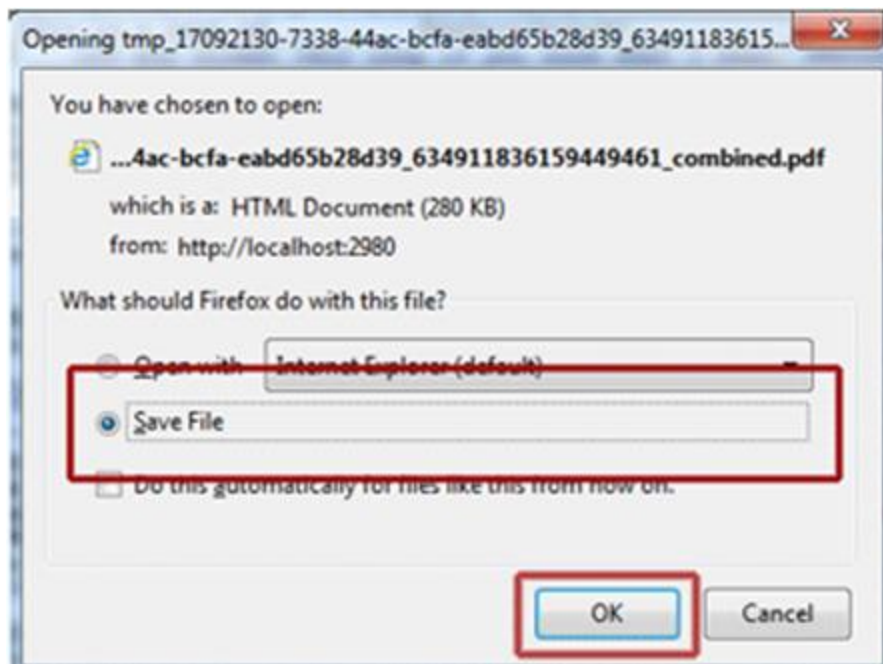 Opening tmp_17092130-7338-44ac-bcfa-eabd65b28d39_63491183615...
You have chosen to open:
...4ac-bcfa-eabd65b28d39_634911836159449461_combined.pdf
which is a: HTML Document (280 KB)
from: http://localhost:2980
What should Firefox do with this file?
Open with Internet Explorer (default)
Save File
Do this automatically for files like this from now on.
OK Cancel